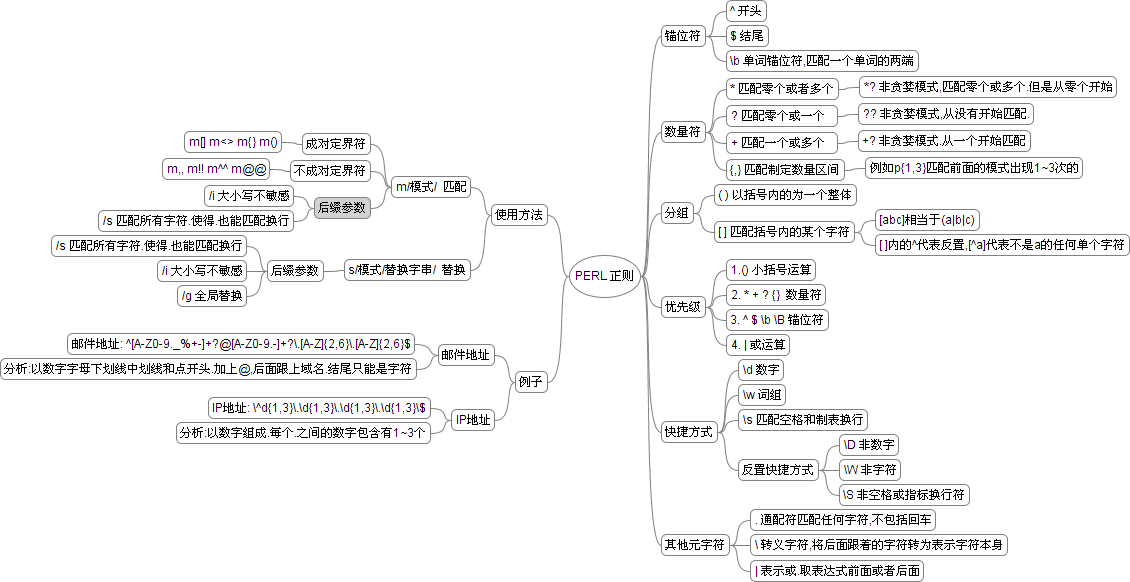 PERL 正则
锚位符
^ 开头
$ 结尾
\b 单词锚位符,匹配一个单词的两端
数量符
* 匹配零个或者多个
*? 非贪婪模式,匹配零个或多个.但是从零个开始
? 匹配零个或一个
?? 非贪婪模式,从没有开始匹配.
+ 匹配一个或多个
+? 非贪婪模式.从一个开始匹配
{,} 匹配制定数量区间
例如p{1,3}匹配前面的模式出现1~3次的
分组
( ) 以括号内的为一个整体
[ ] 匹配括号内的某个字符
[abc]相当于(a|b|c)
[ ]内的^代表反置,[^a]代表不是a的任何单个字符
优先级
1.() 小括号运算
2. * + ? { } 数量符
3. ^ $ \b \B 锚位符
4. | 或运算
快捷方式
\d 数字
\w 词组
\s 匹配空格和制表换行
反置快捷方式
\D 非数字
\W 非字符
\S 非空格或指标换行符
其他元字符
. 通配符匹配任何字符,不包括回车
\ 转义字符,将后面跟着的字符转为表示字符本身
| 表示或.取表达式前面或者后面
使用方法
m/模式/ 匹配
成对定界符
m[] m<> m{} m()
不成对定界符
m,, m!! m^^ m@@
后缀参数
/i 大小写不敏感
/s 匹配所有字符.使得.也能匹配换行
s/模式/替换字串/ 替换
后缀参数
/s 匹配所有字符.使得.也能匹配换行
/i 大小写不敏感
/g 全局替换
例子
邮件地址
邮件地址: ^[A-Z0-9._%+-]+?@[A-Z0-9.-]+?\.[A-Z]{2,6}\.[A-Z]{2,6}$
分析:以数字字母下划线中划线和点开头.加上@,后面跟上域名.结尾只能是字符
IP地址
IP地址: \^d{1,3}\.\d{1,3}\.\d{1,3}\.\d{1,3}\$
分析:以数字组成.每个.之间的数字包含有1~3个